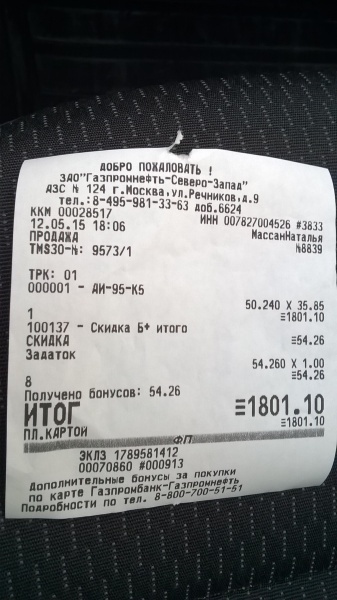 ДОБРО ПОЖАЛОВАТЬ !
ЗАО"Газпромнефть-Северо-Запад"
АЗС № 124 г.Москва,ул.Речников,д.9
тел.:8-495-981-33-63 доб.6624
ККМ 00028517 ИНН 007827004526 #3833
12.05.15 18:06 МассанНаталья
ПРОДАЖА №8839
TMS30-№: 9573/1
ТРК: 01
000001 - АИ-95-К5
50.240 X 35.85
1 ≡1801.10
100137 - Скидка Б+ итого
СКИДКА ≡54.26
Задаток
54.260 X 1.00
8 ≡54.26
Получено бонусов: 54.26
ИТОГ ≡1801.10
ПЛ.КАРТОЙ ≡1801.10
ФП
ЭКЛЗ 1789581412
00070860 #000913
Дополнительные бонусы за покупки
по карте Газпромбанк-Газпромнефть
Подробности по тел. 8-800-700-51-51